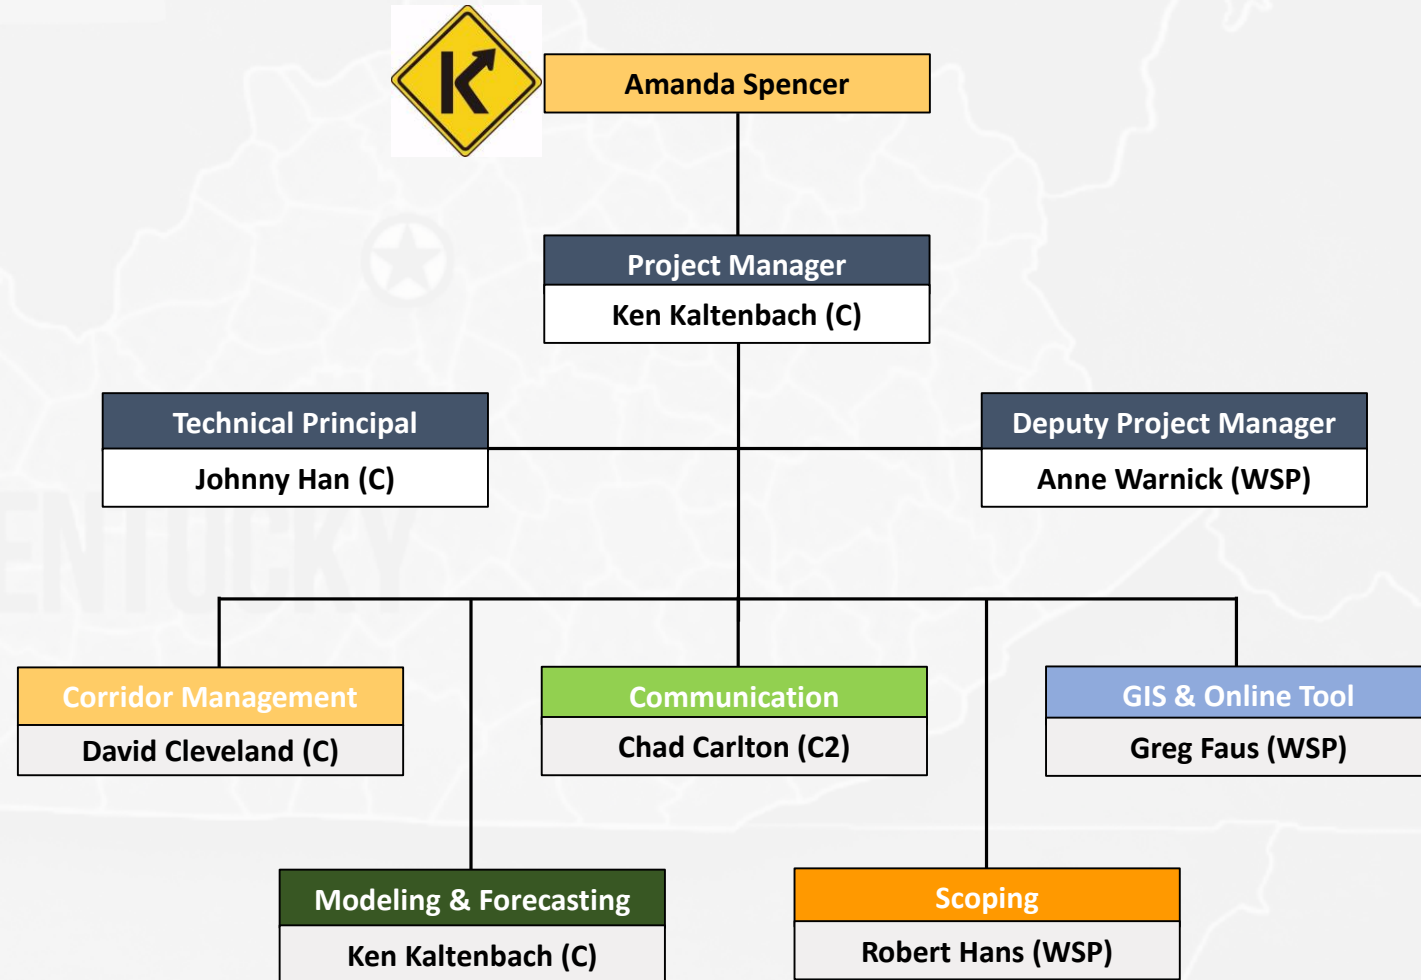 K
Amanda Spencer
Project Manager
Ken Kaltenbach (C)
Technical Principal
Johnny Han (C)
Deputy Project Manager
Anne Warnick (WSP)
ENTUCKY
Corridor Management
David Cleveland (C)
Communication
Chad Carlton (C2)
GIS & Online Tool
Greg Faus (WSP)
Modeling & Forecasting
Ken Kaltenbach (C)
Scoping
Robert Hans (WSP)